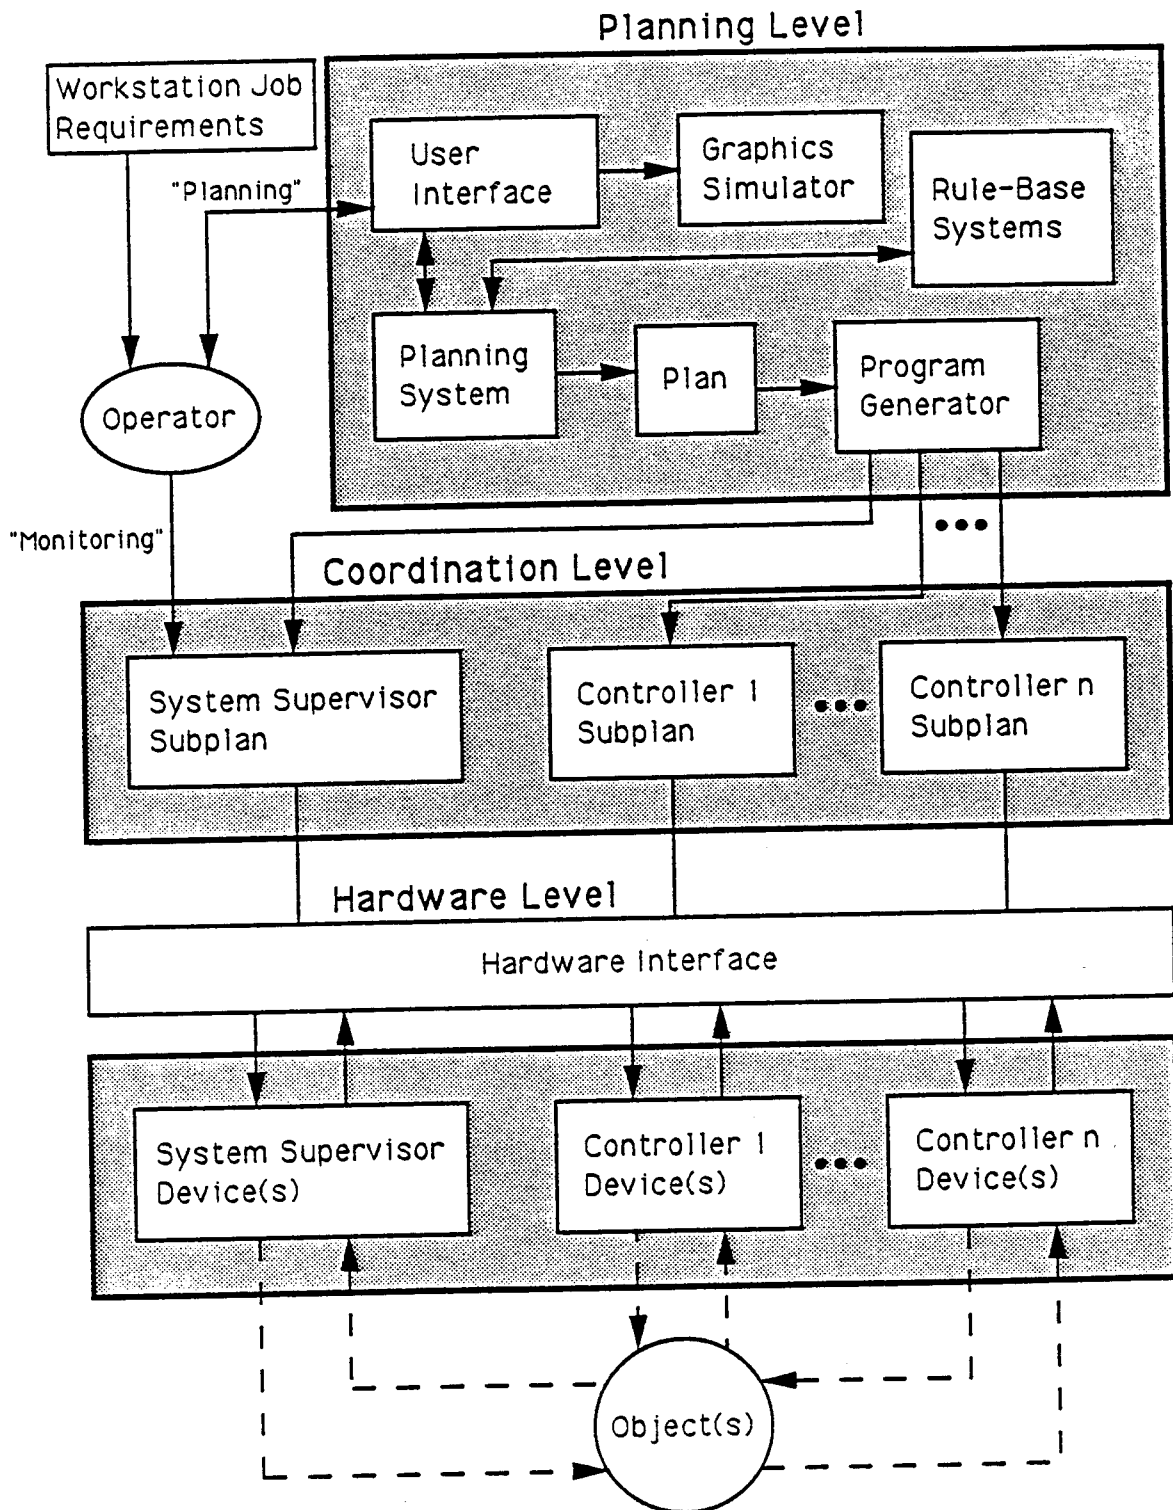 Planning Level
Workstation Job
Requirements
"Planning"
User
Interface
Graphics
Simulator
Rule-Base
Systems
Planning
System
Plan
Program
Generator
Operator
"Monitoring"
Coordination Level
System Supervisor
Subplan
Controller 1
Subplan
Controller n
Subplan
Hardware Level
Hardware Interface
System Supervisor
Device(s)
Controller 1
Device(s)
Controller n
Device(s)
Object(s)